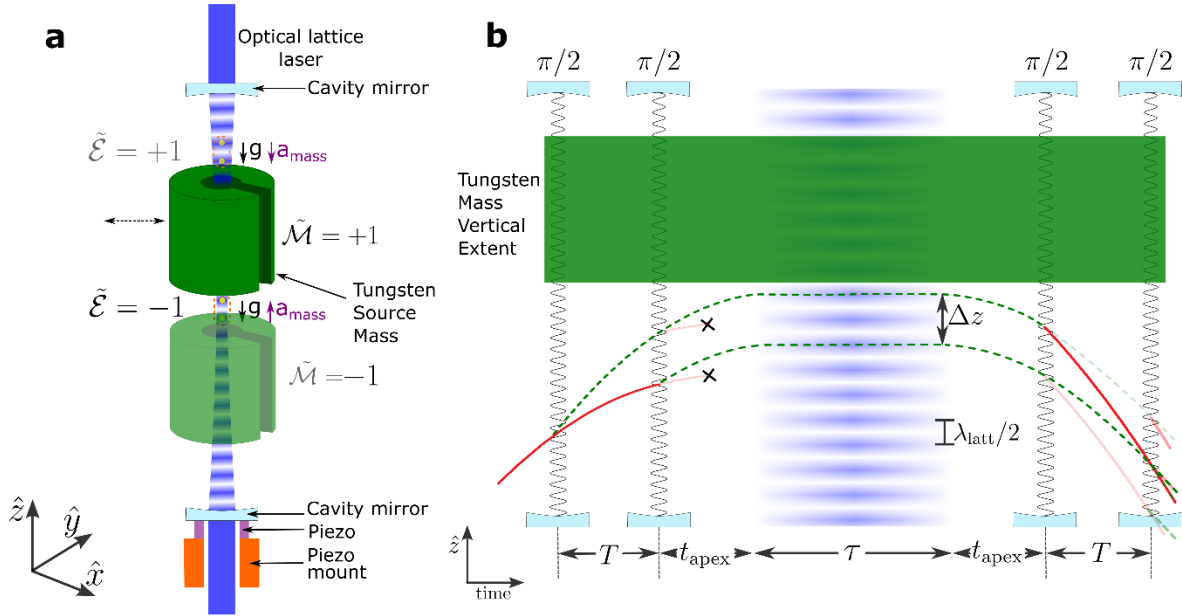 a
Optical lattice
laser
Cavity mirror
ℰ̃ = +1
g
a_mass
ℳ̃ = +1
ℰ̃ = −1
g
a_mass
Tungsten
Source
Mass
ℳ̃ = −1
Cavity mirror
Piezo
Piezo
mount
ẑ
ŷ
x̂
b
π/2
π/2
π/2
π/2
Tungsten
Mass
Vertical
Extent
Δz
λ_latt/2
ẑ
time
T
t_apex
τ
t_apex
T